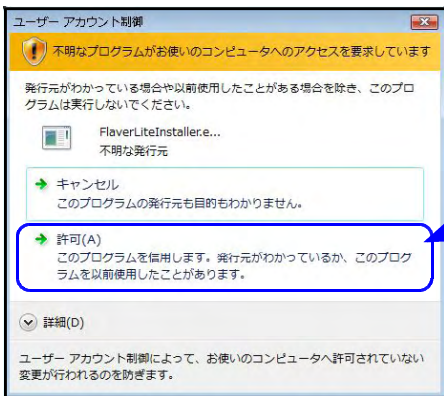 ユーザー アカウント制御
不明なプログラムがお使いのコンピュータへのアクセスを要求しています
発行元がわかっている場合や以前使用したことがある場合を除き、このプロ
グラムは実行しないでください。
FlaverLiteInstaller.e...
不明な発行元
キャンセル
このプログラムの発行元も目的もわかりません。
許可(A)
このプログラムを信用します。発行元がわかっているか、このプログ
ラムを以前使用したことがあります。
詳細(D)
ユーザー アカウント制御によって、お使いのコンピュータへ許可されていない
変更が行われるのを防ぎます。